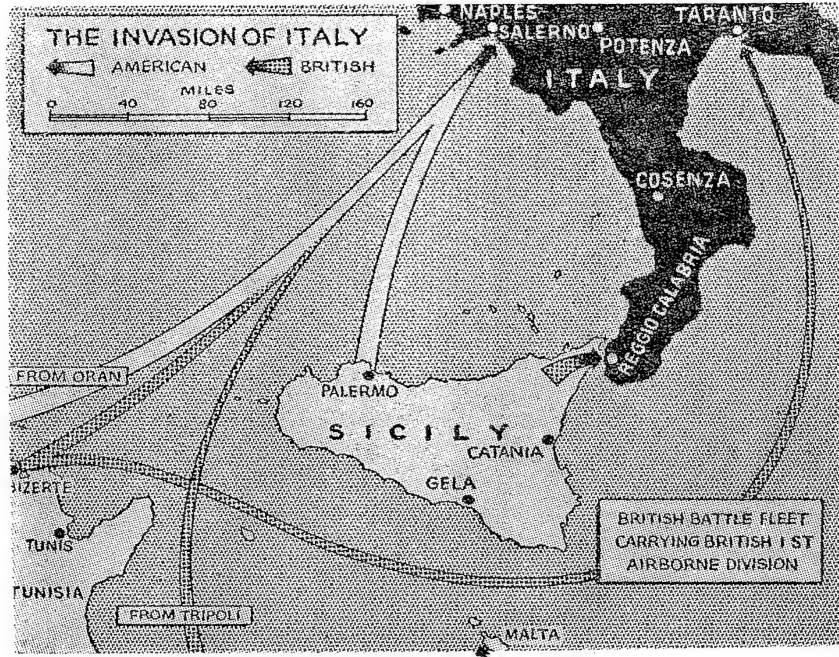 THE INVASION OF ITALY
AMERICAN BRITISH
MILES
0 40 80 120 160
NAPLES
SALERNO
POTENZA
TARANTO
ITALY
COSENZA
REGGIO CALABRIA
FROM ORAN
PALERMO
SICILY
CATANIA
GELA
BIZERTE
TUNIS
TUNISIA
FROM TRIPOLI
MALTA
BRITISH BATTLE FLEET
CARRYING BRITISH 1 ST
AIRBORNE DIVISION